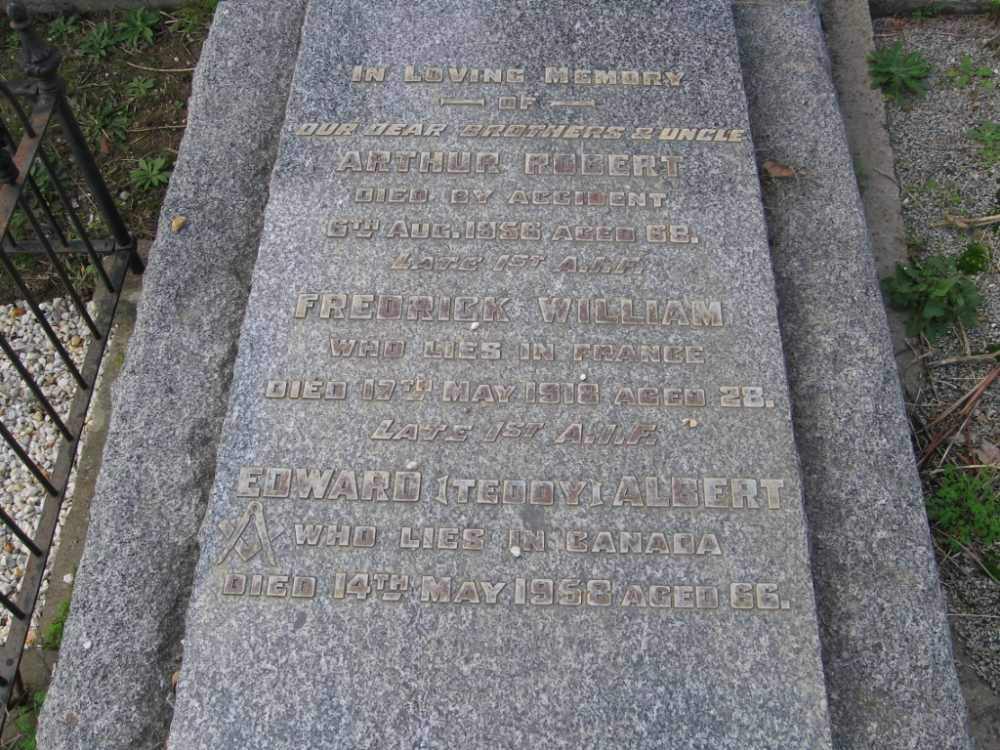 IN LOVING MEMORY
OF
OUR DEAR BROTHERS & UNCLE
ARTHUR ROBERT
DIED BY ACCIDENT
6TH AUG. 1956 AGED 68.
LATE 1ST A.I.F.
FREDRICK WILLIAM
WHO LIES IN FRANCE
DIED 17TH MAY 1918 AGED 28.
LATE 1ST A.I.F.
EDWARD (TEDDY) ALBERT
WHO LIES IN CANADA
DIED 14TH MAY 1958 AGED 66.